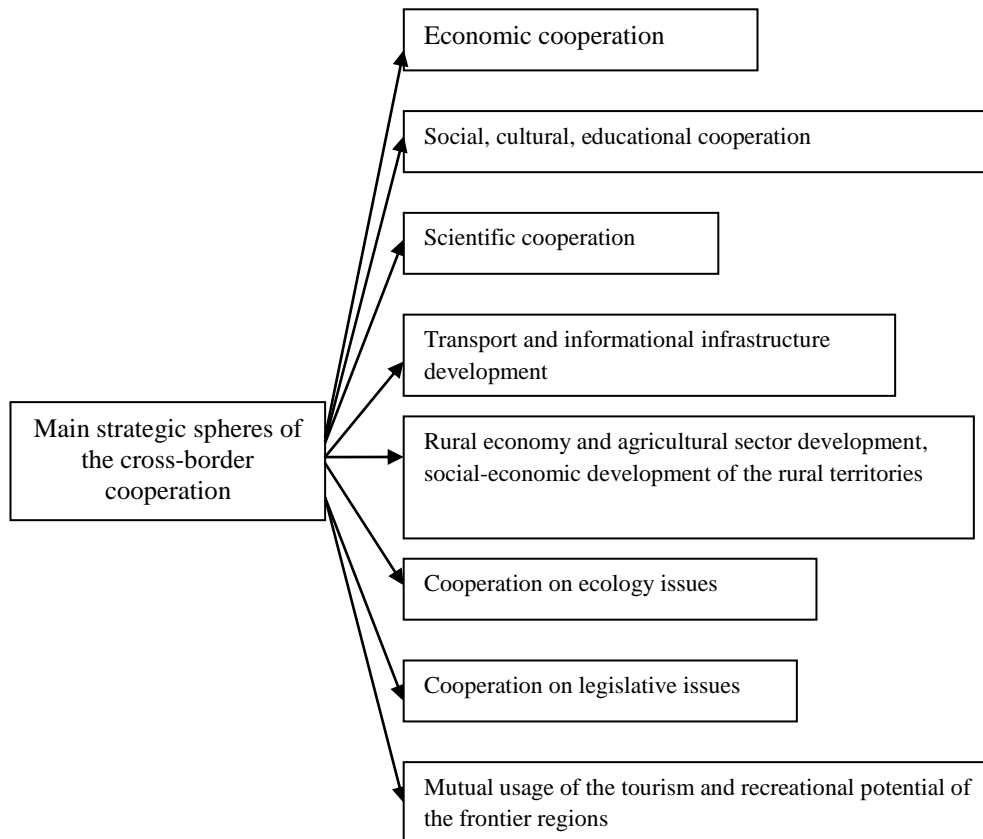 Economic cooperation
Social, cultural, educational cooperation
Scientific cooperation
Transport and informational infrastructure
development
Main strategic spheres of
the cross-border
cooperation
Rural economy and agricultural sector development,
social-economic development of the rural territories
Cooperation on ecology issues
Cooperation on legislative issues
Mutual usage of the tourism and recreational potential of
the frontier regions